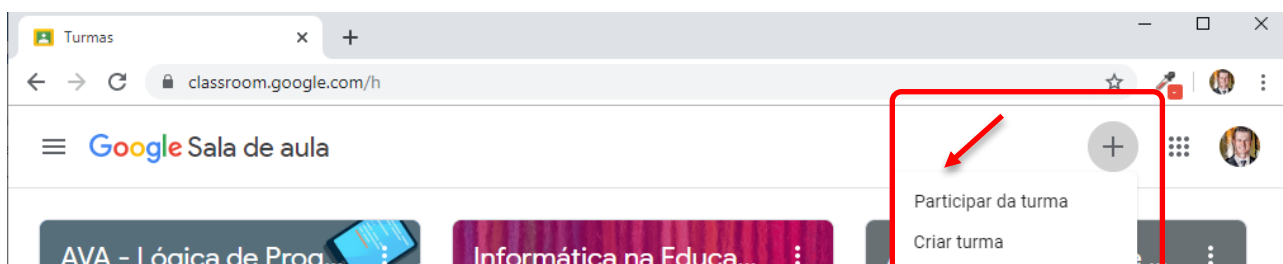 Turmas
classroom.google.com/h
Google Sala de aula
Participar da turma
Criar turma
AVA - Lógica de Prog...
Informática na Educa...